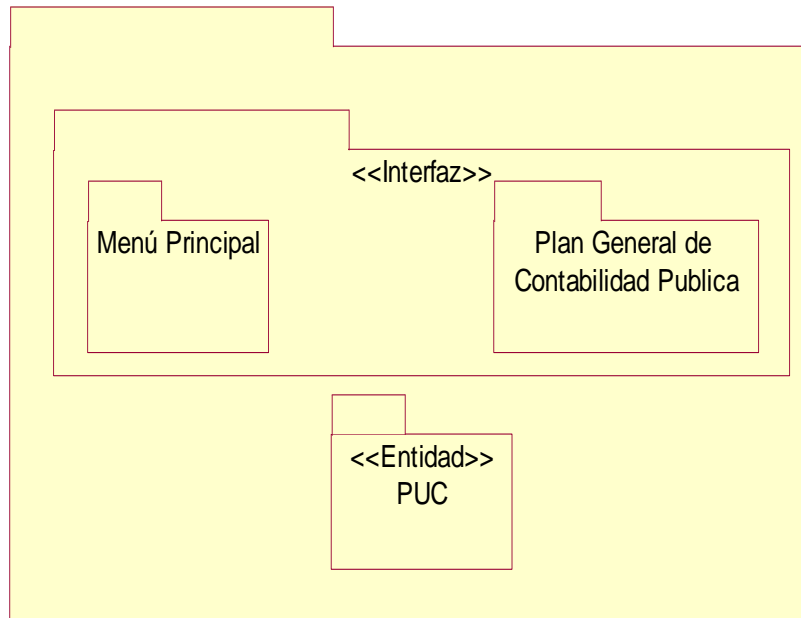 <<Interfaz>>
Menú Principal
Plan General de
Contabilidad Publica
<<Entidad>>
PUC